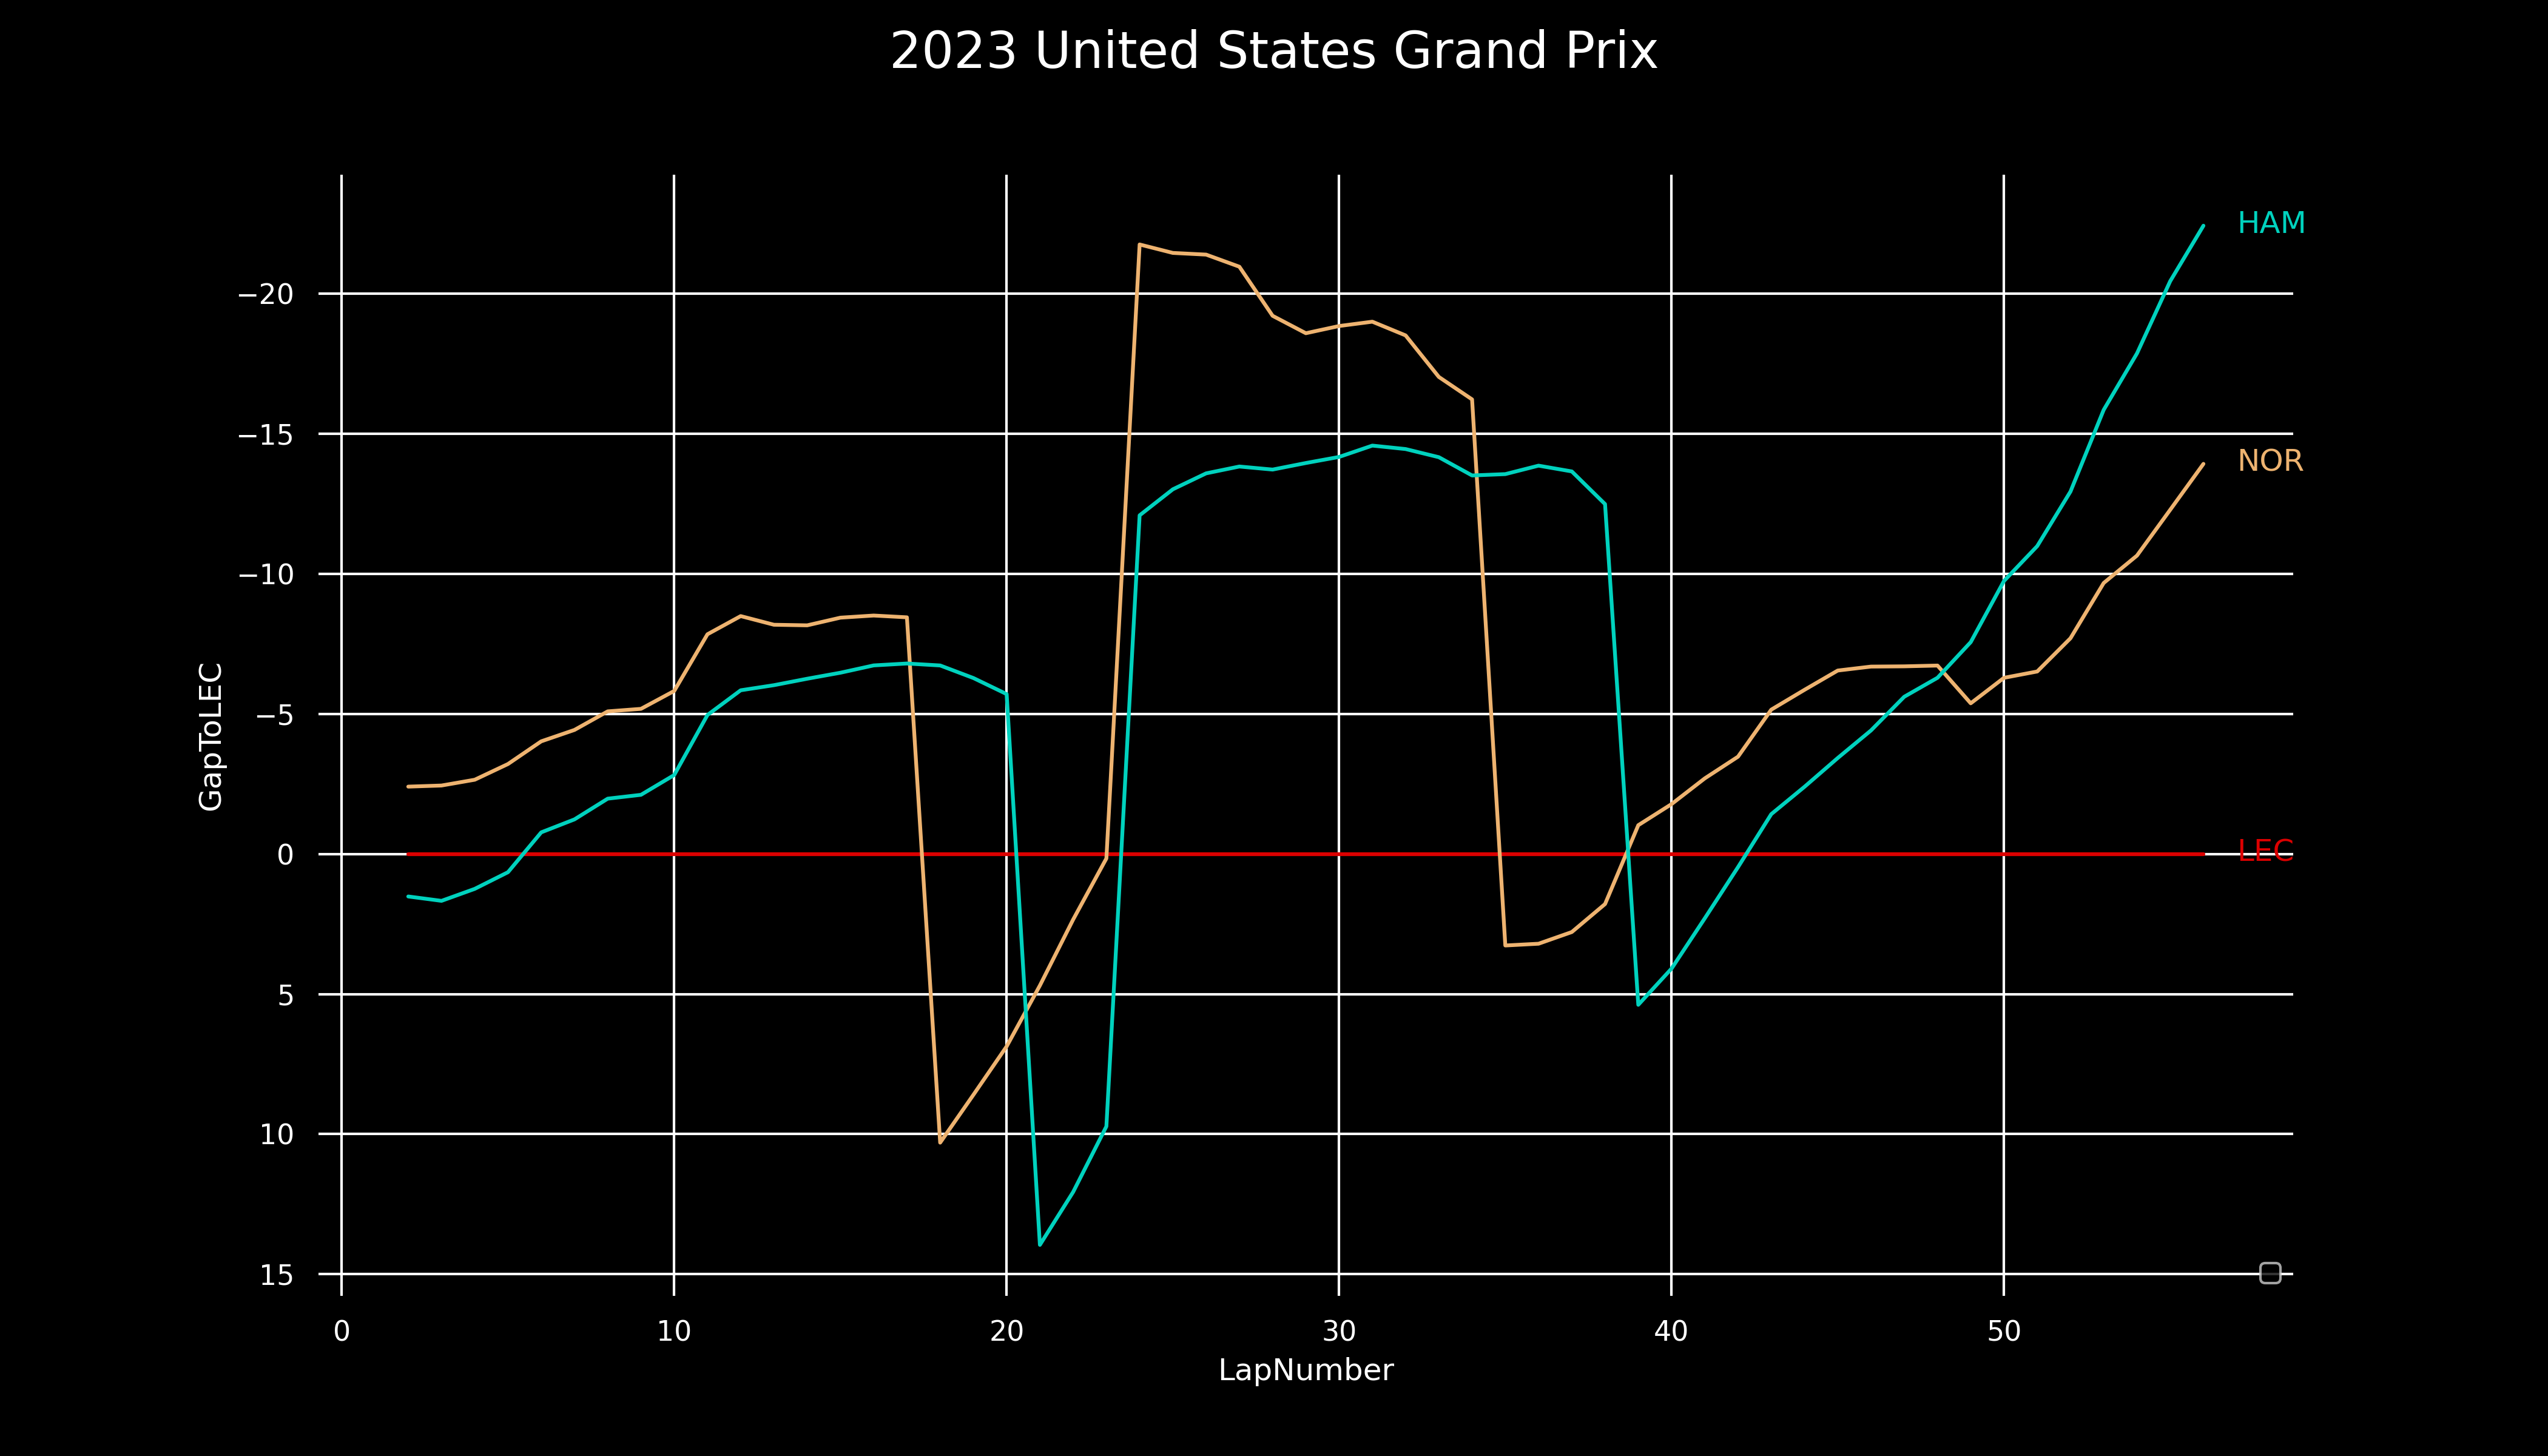 2023 United States Grand Prix
HAM
−20
−15
NOR
−10
−5
GapToLEC
0
LEC
5
10
15
0 10 20 30 40 50
LapNumber